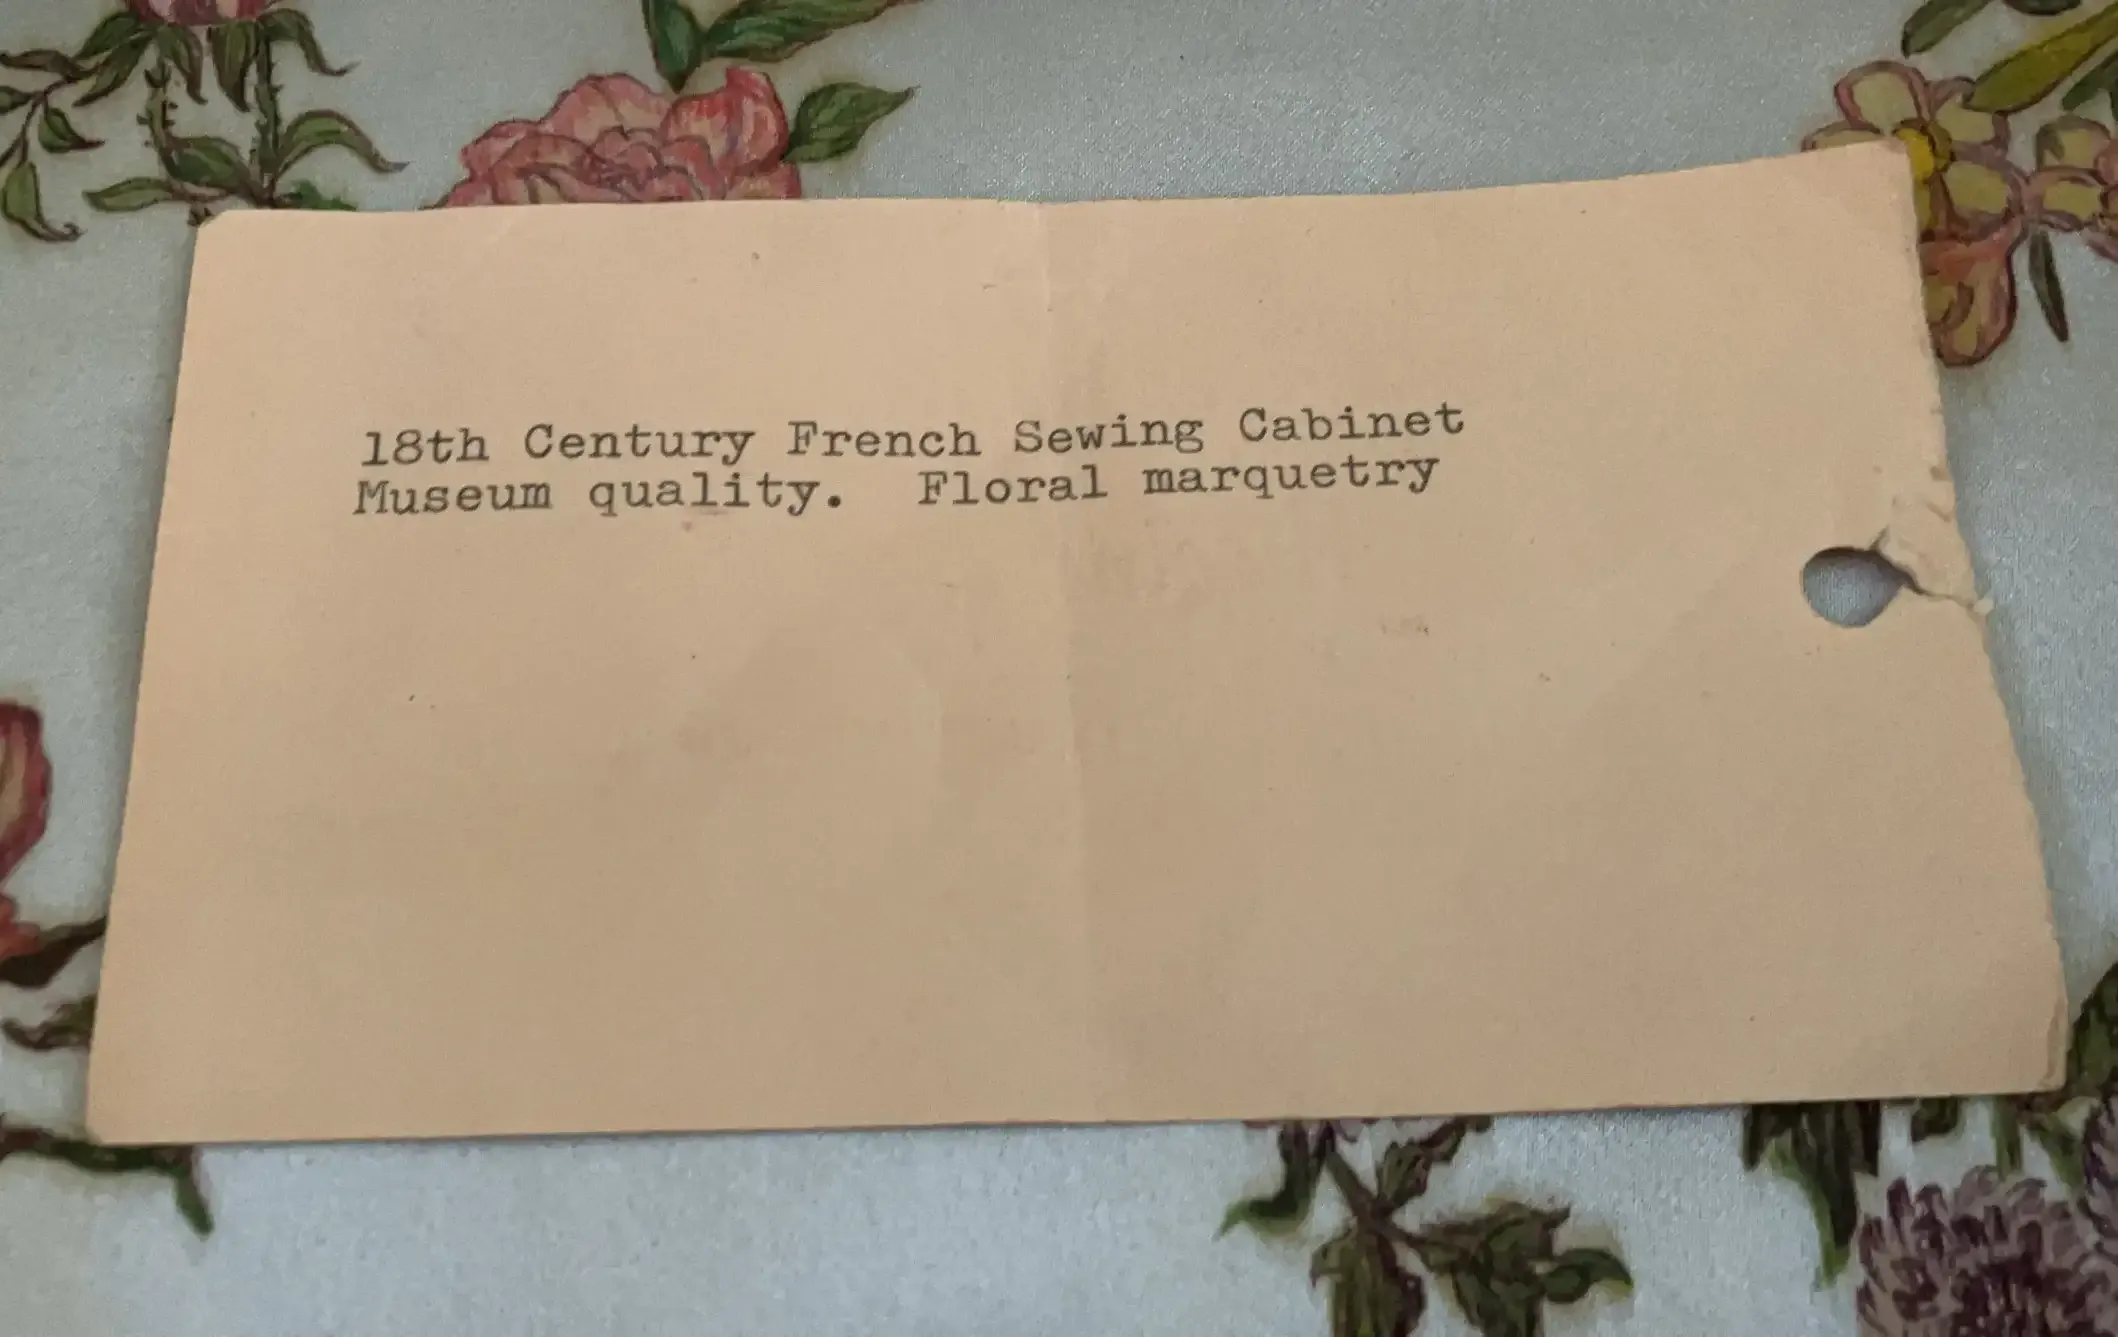 18th Century French Sewing Cabinet
Museum quality.  Floral marquetry